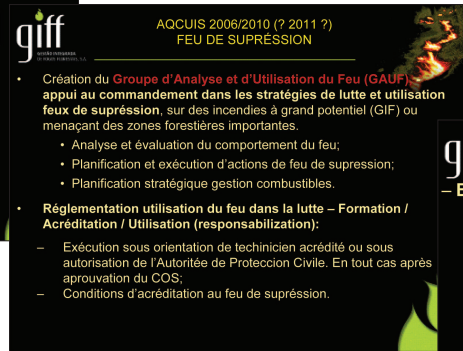 giff
AQCUIS 2006/2010 (? 2011 ?)
FEU DE SUPRÉSSION
• Création du Groupe d'Analyse et d'Utilisation du Feu (GAUF),
appui au commandement dans les stratégies de lutte et utilisation
feux de supréssion, sur des incendies à grand potentiel (GIF) ou
menaçant des zones forestières importantes.
• Analyse et évaluation du comportement du feu;
• Planification et exécution d'actions de feu de supression;
• Planification stratégique gestion combustibles.
• Réglementation utilisation du feu dans la lutte – Formation /
Acréditation / Utilisation (responsabilization):
– Exécution sous orientation de techinicien acrédité ou sous
autorisation de l'Autoritée de Proteccion Civile. En tout cas après
aprouvation du COS;
– Conditions d'acréditation au feu de supréssion.
g
– E